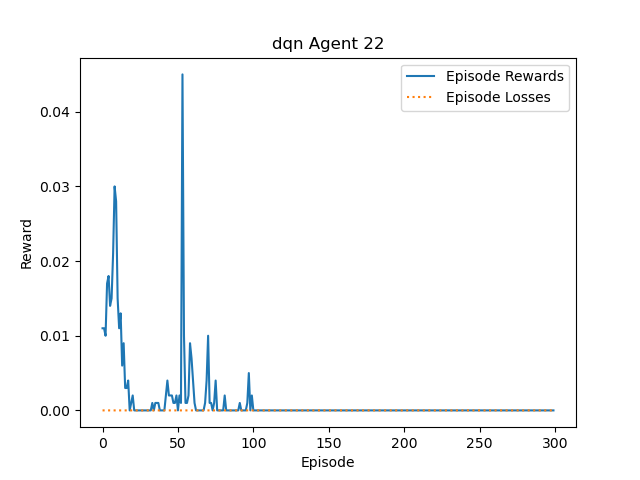 dqn Agent 22
Episode Rewards
Episode Losses
Reward
0.04
0.03
0.02
0.01
0.00
0 50 100 150 200 250 300
Episode